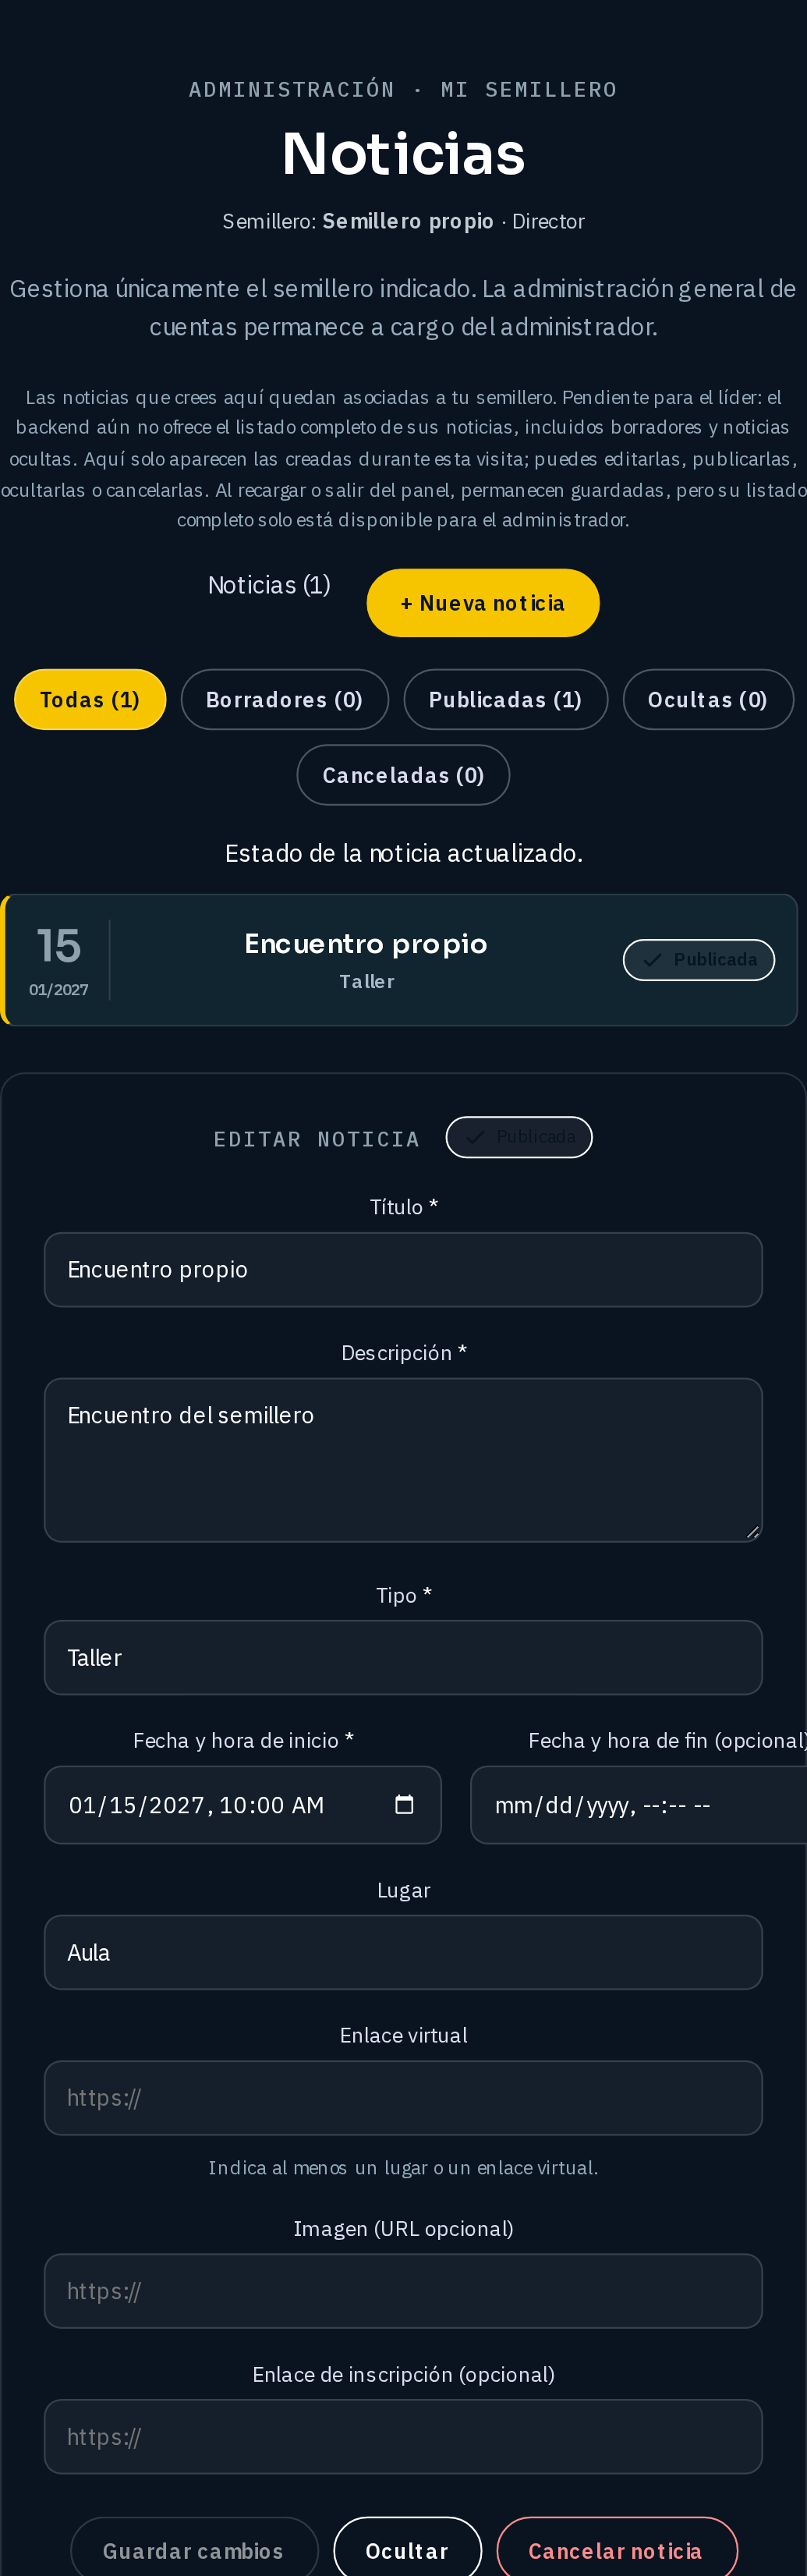 ADMINISTRACIÓN · MI SEMILLERO
Noticias
Semillero: Semillero propio · Director
Gestiona únicamente el semillero indicado. La administración general de
cuentas permanece a cargo del administrador.
Las noticias que crees aquí quedan asociadas a tu semillero. Pendiente para el líder: el
backend aún no ofrece el listado completo de sus noticias, incluidos borradores y noticias
ocultas. Aquí solo aparecen las creadas durante esta visita; puedes editarlas, publicarlas,
ocultarlas o cancelarlas. Al recargar o salir del panel, permanecen guardadas, pero su listado
completo solo está disponible para el administrador.
Noticias (1) + Nueva noticia
Todas (1) Borradores (0) Publicadas (1) Ocultas (0)
Canceladas (0)
Estado de la noticia actualizado.
15
01/2027
Encuentro propio
Taller
Publicada
EDITAR NOTICIA Publicada
Título *
Encuentro propio
Descripción *
Encuentro del semillero
Tipo *
Taller
Fecha y hora de inicio * Fecha y hora de fin (opcional)
01/15/2027, 10:00 AM mm/dd/yyyy, --:-- --
Lugar
Aula
Enlace virtual
https://
Indica al menos un lugar o un enlace virtual.
Imagen (URL opcional)
https://
Enlace de inscripción (opcional)
https://
Guardar cambios Ocultar Cancelar noticia